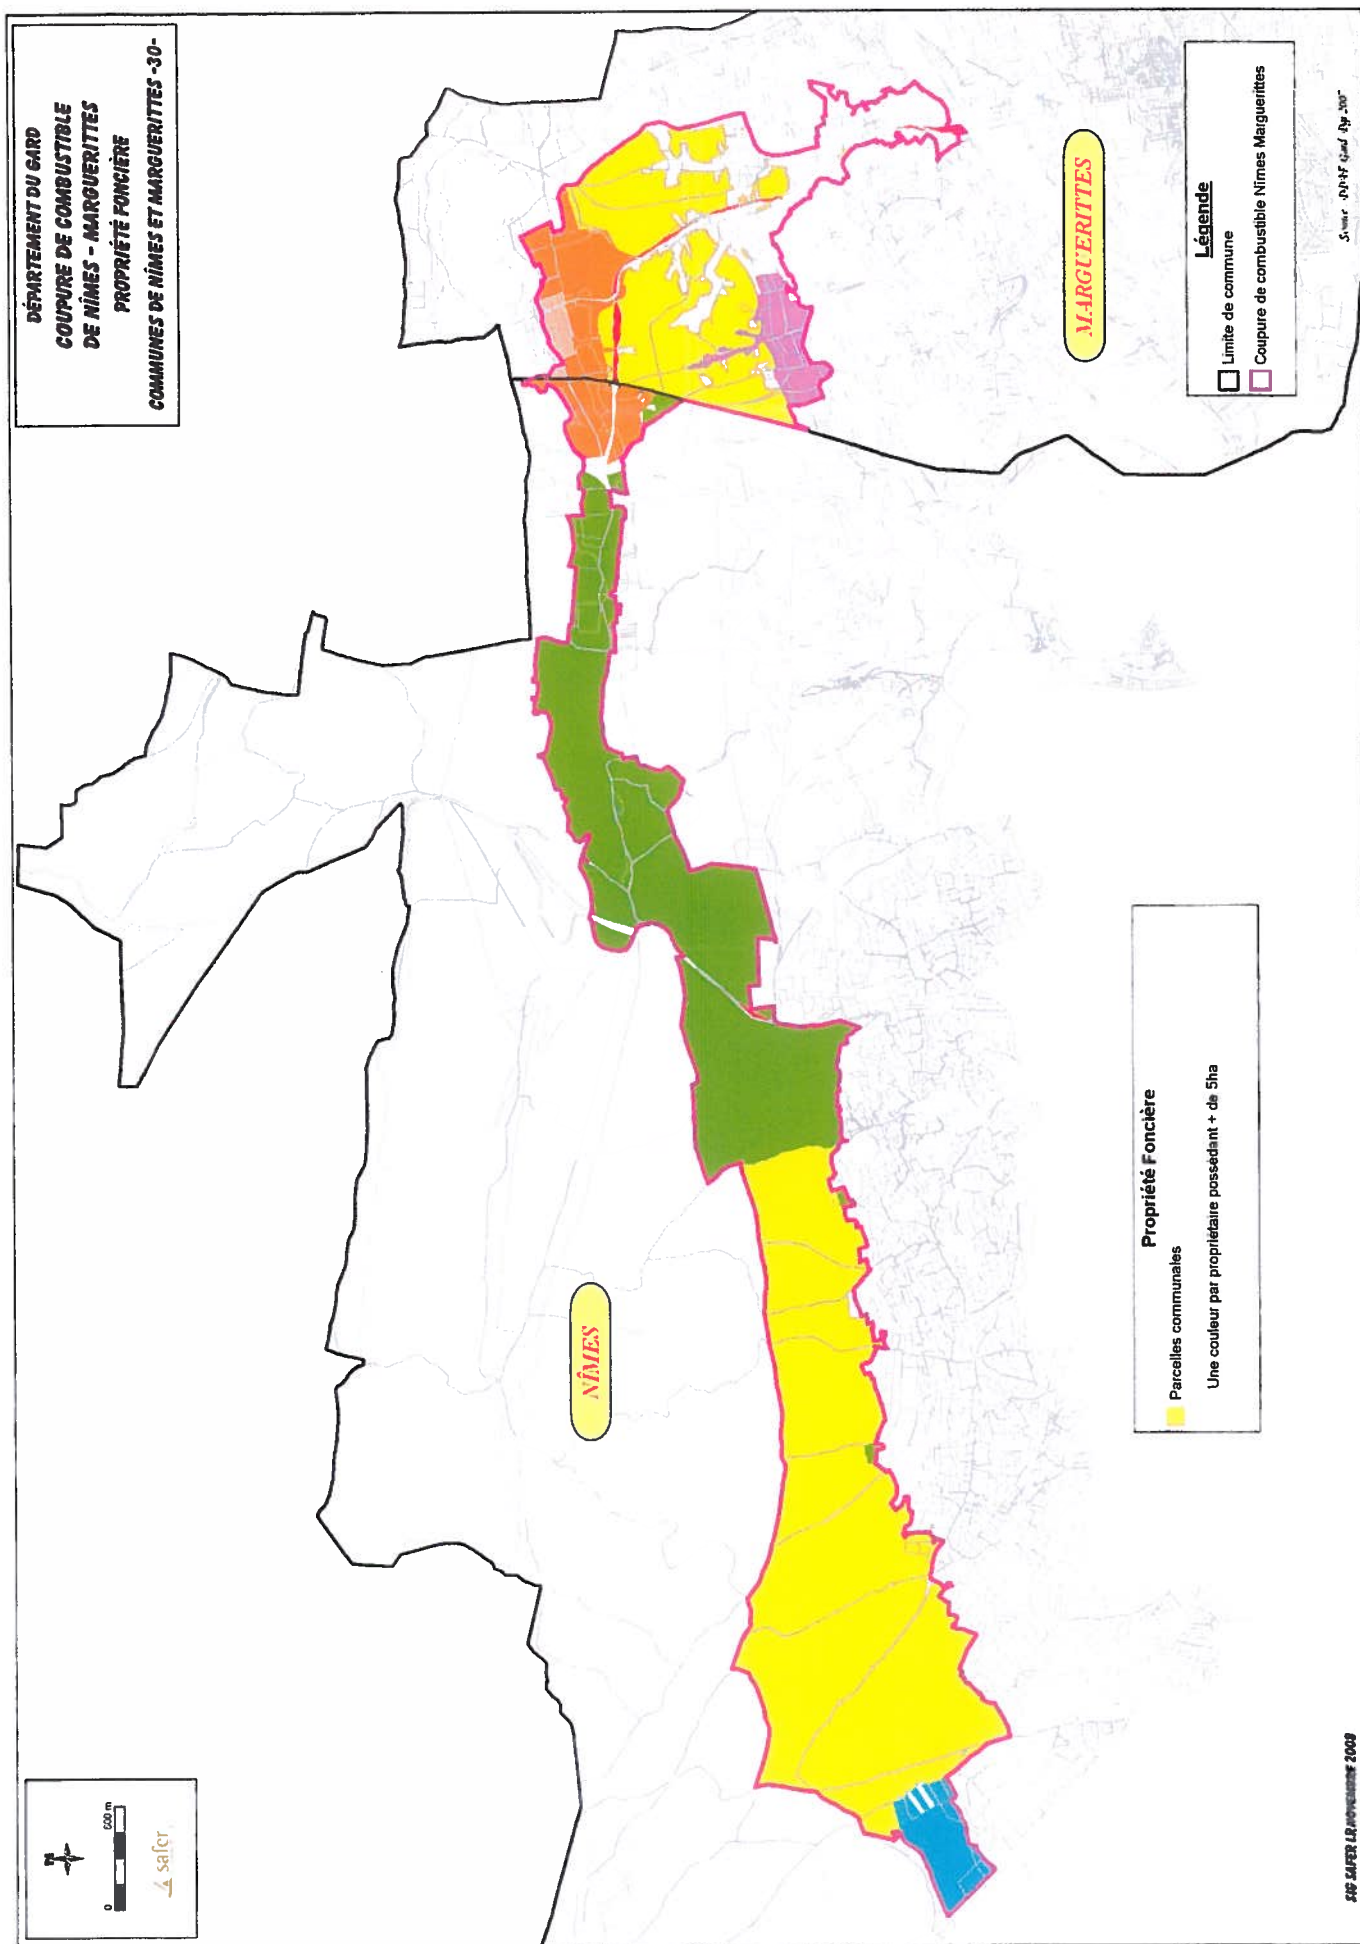 DÉPARTEMENT DU GARD
COUPURE DE COMBUSTIBLE
DE NÎMES - MARGUERITTES
PROPRIÉTÉ FONCIÈRE
COMMUNES DE NÎMES ET MARGUERITTES -30-
N
0 600 m
safer
NÎMES
MARGUERITTES
Légende
Limite de commune
Coupure de combustible Nîmes Marguerittes
Propriété Foncière
Parcelles communales
Une couleur par propriétaire possédant + de 5ha
SIG SAFER LR NOVEMBRE 2008